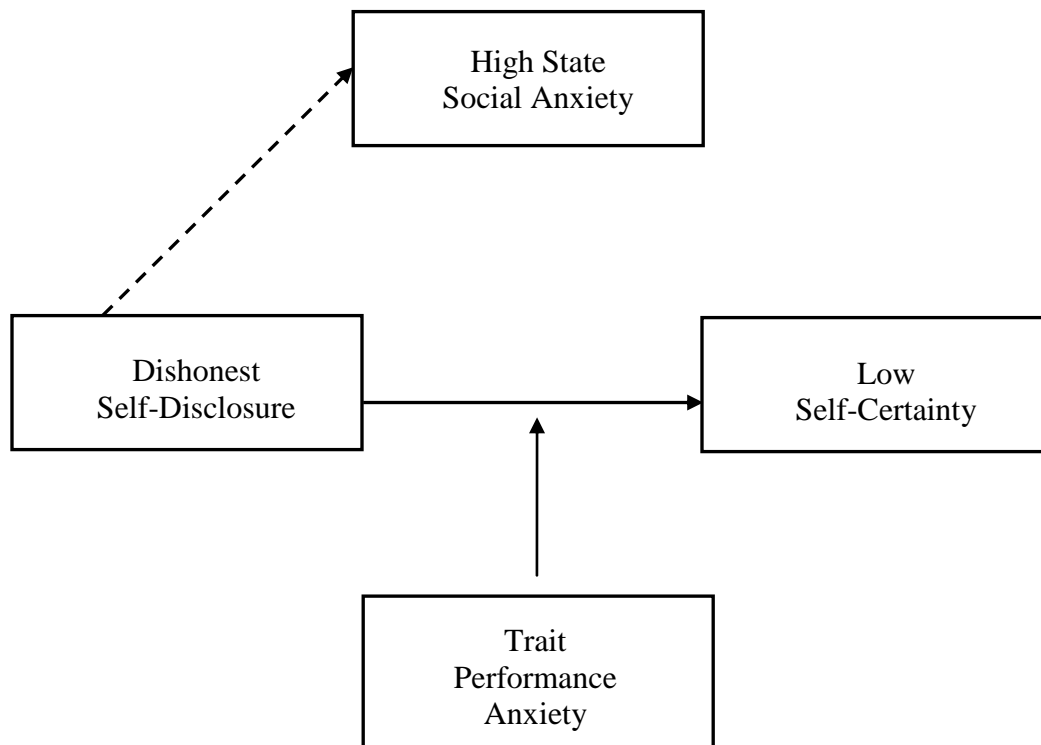 High State
Social Anxiety
Dishonest
Self-Disclosure
Low
Self-Certainty
Trait
Performance
Anxiety